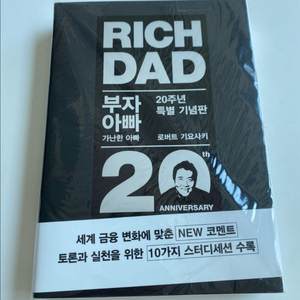 RICH
DAD
부자
아빠
가난한 아빠
20주년
특별 기념판
로버트 기요사키
20th
ANNIVERSARY
세계 금융 변화에 맞춘 NEW 코멘트
토론과 실천을 위한 10가지 스터디세션 수록